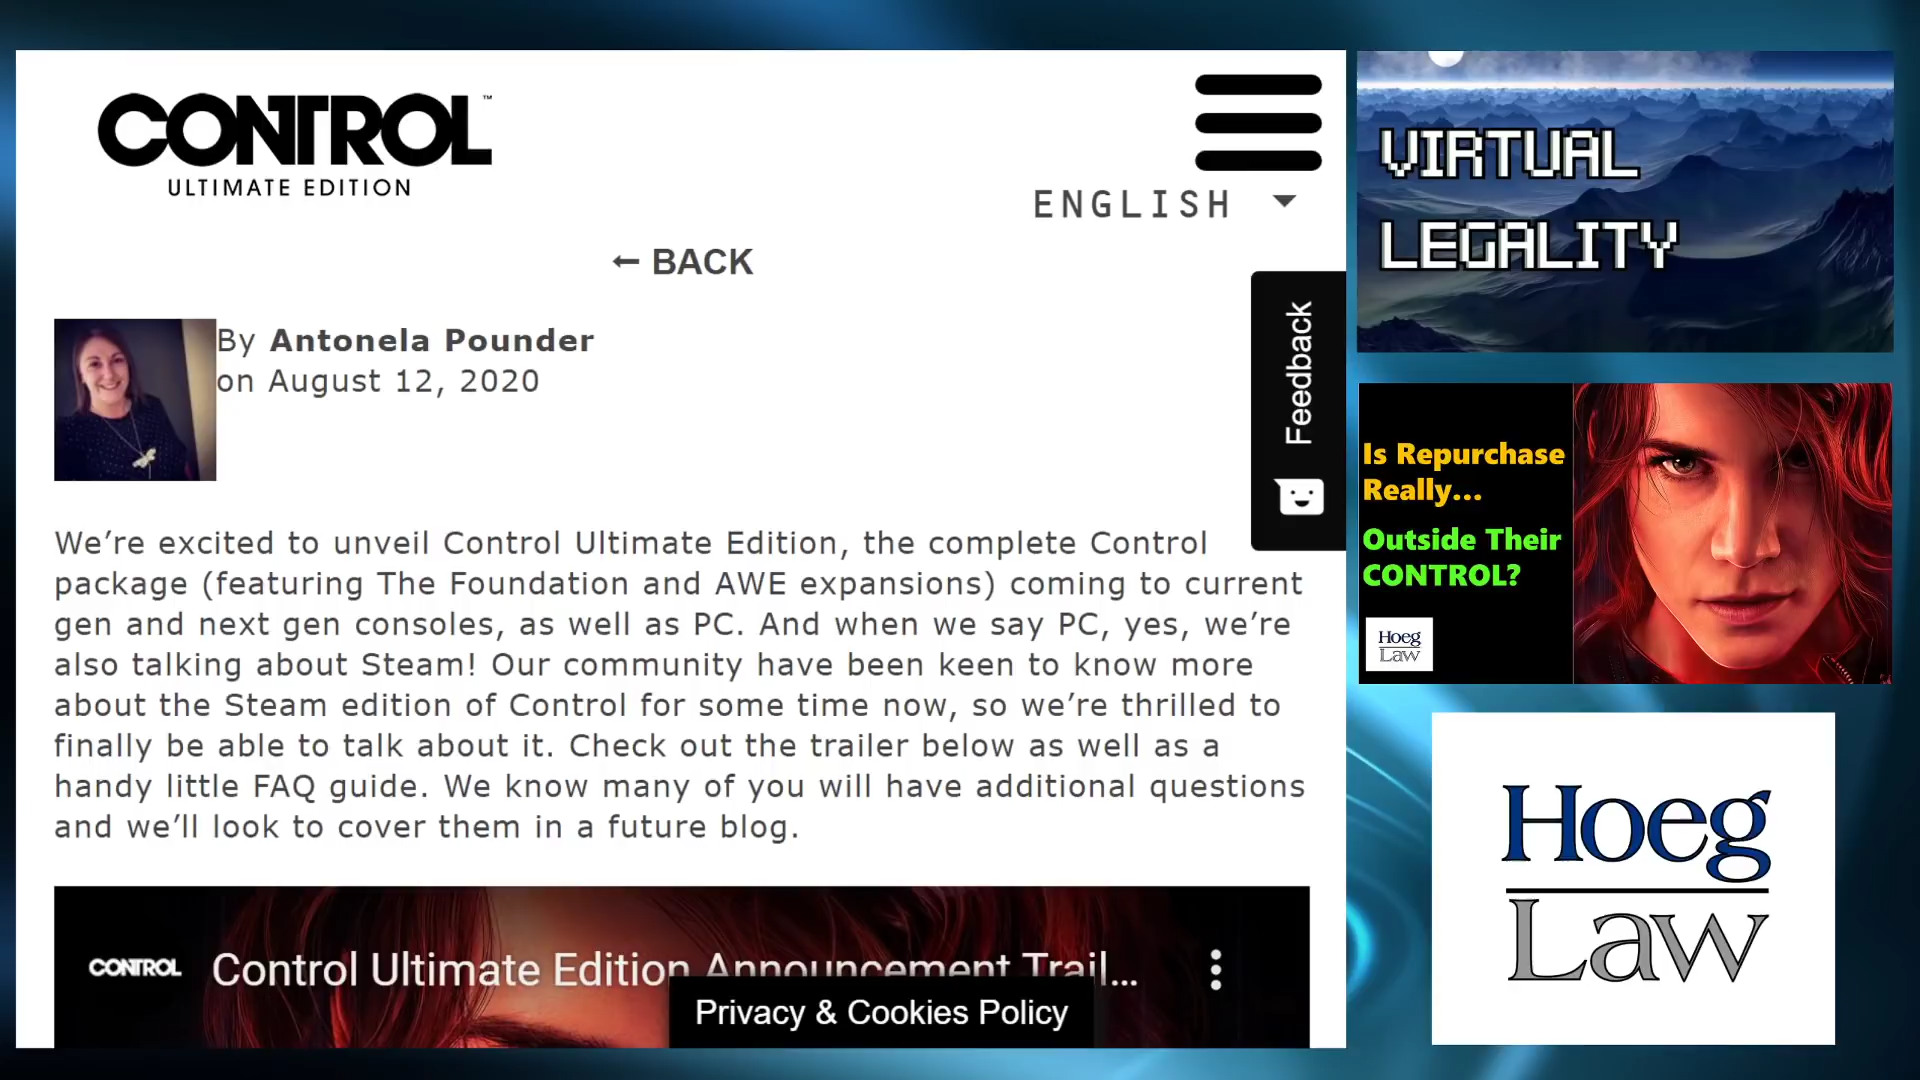 CONTROL™
ULTIMATE EDITION
ENGLISH
← BACK
By Antonela Pounder
on August 12, 2020
Feedback
We’re excited to unveil Control Ultimate Edition, the complete Control
package (featuring The Foundation and AWE expansions) coming to current
gen and next gen consoles, as well as PC. And when we say PC, yes, we’re
also talking about Steam! Our community have been keen to know more
about the Steam edition of Control for some time now, so we’re thrilled to
finally be able to talk about it. Check out the trailer below as well as a
handy little FAQ guide. We know many of you will have additional questions
and we’ll look to cover them in a future blog.
CONTROL
Control Ultimate Edition Announcement Trail...
Privacy & Cookies Policy
VIRTUAL
LEGALITY
Is Repurchase
Really...
Outside Their
CONTROL?
Hoeg
Law
Hoeg
Law